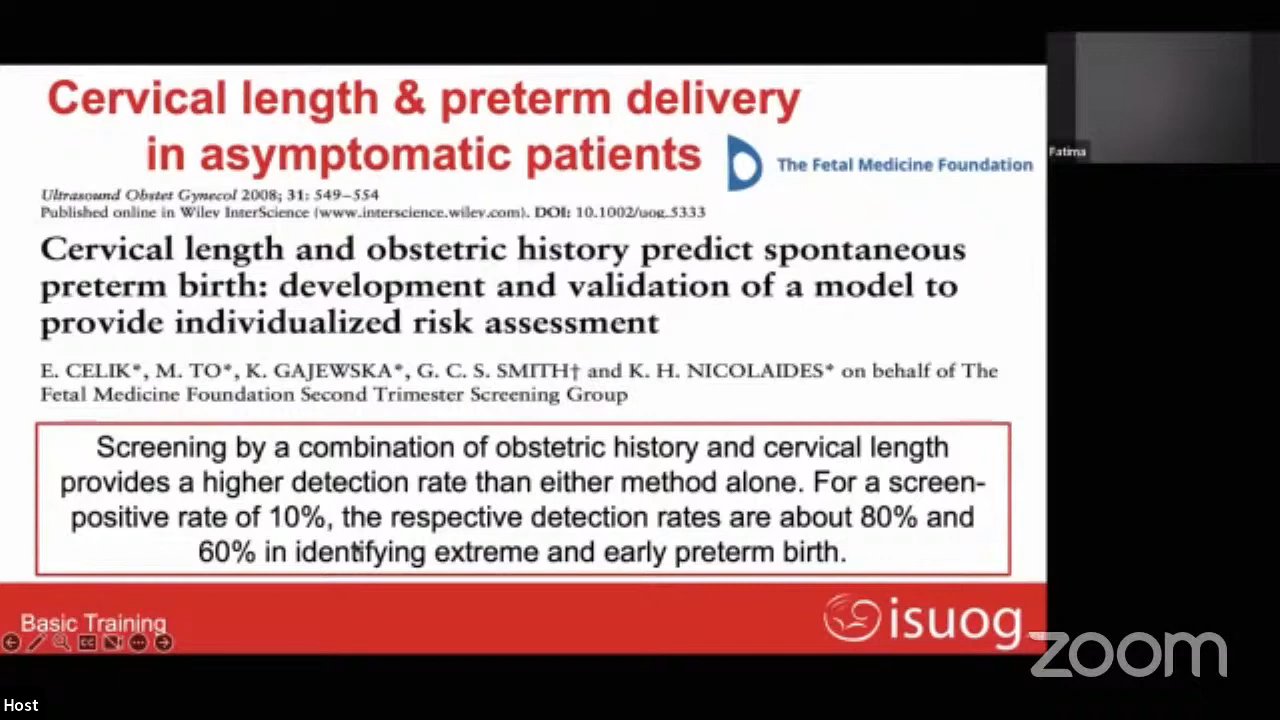 Cervical length & preterm delivery
in asymptomatic patients
The Fetal Medicine Foundation
Fatima
Ultrasound Obstet Gynecol 2008; 31: 549–554
Published online in Wiley InterScience (www.interscience.wiley.com). DOI: 10.1002/uog.5333
Cervical length and obstetric history predict spontaneous
preterm birth: development and validation of a model to
provide individualized risk assessment
E. CELIK*, M. TO*, K. GAJEWSKA*, G. C. S. SMITH† and K. H. NICOLAIDES* on behalf of The
Fetal Medicine Foundation Second Trimester Screening Group
Screening by a combination of obstetric history and cervical length
provides a higher detection rate than either method alone. For a screen-
positive rate of 10%, the respective detection rates are about 80% and
60% in identifying extreme and early preterm birth.
Basic Training
isuog
zoom
Host